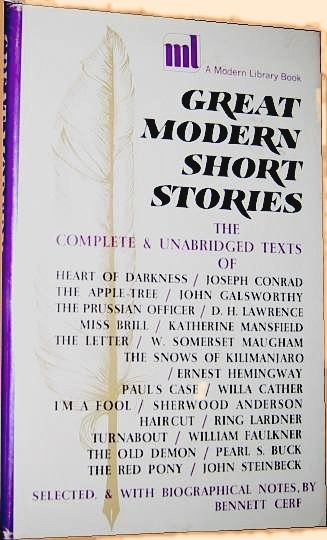 ml
A Modern Library Book
GREAT
MODERN
SHORT
STORIES
THE
COMPLETE & UNABRIDGED TEXTS
OF
HEART OF DARKNESS / JOSEPH CONRAD
THE APPLE-TREE / JOHN GALSWORTHY
THE PRUSSIAN OFFICER / D. H. LAWRENCE
MISS BRILL / KATHERINE MANSFIELD
THE LETTER / W. SOMERSET MAUGHAM
THE SNOWS OF KILIMANJARO
/ ERNEST HEMINGWAY
PAUL'S CASE / WILLA CATHER
I'M A FOOL / SHERWOOD ANDERSON
HAIRCUT / RING LARDNER
TURNABOUT / WILLIAM FAULKNER
THE OLD DEMON / PEARL S. BUCK
THE RED PONY / JOHN STEINBECK
SELECTED, & WITH BIOGRAPHICAL NOTES, BY
BENNETT CERF